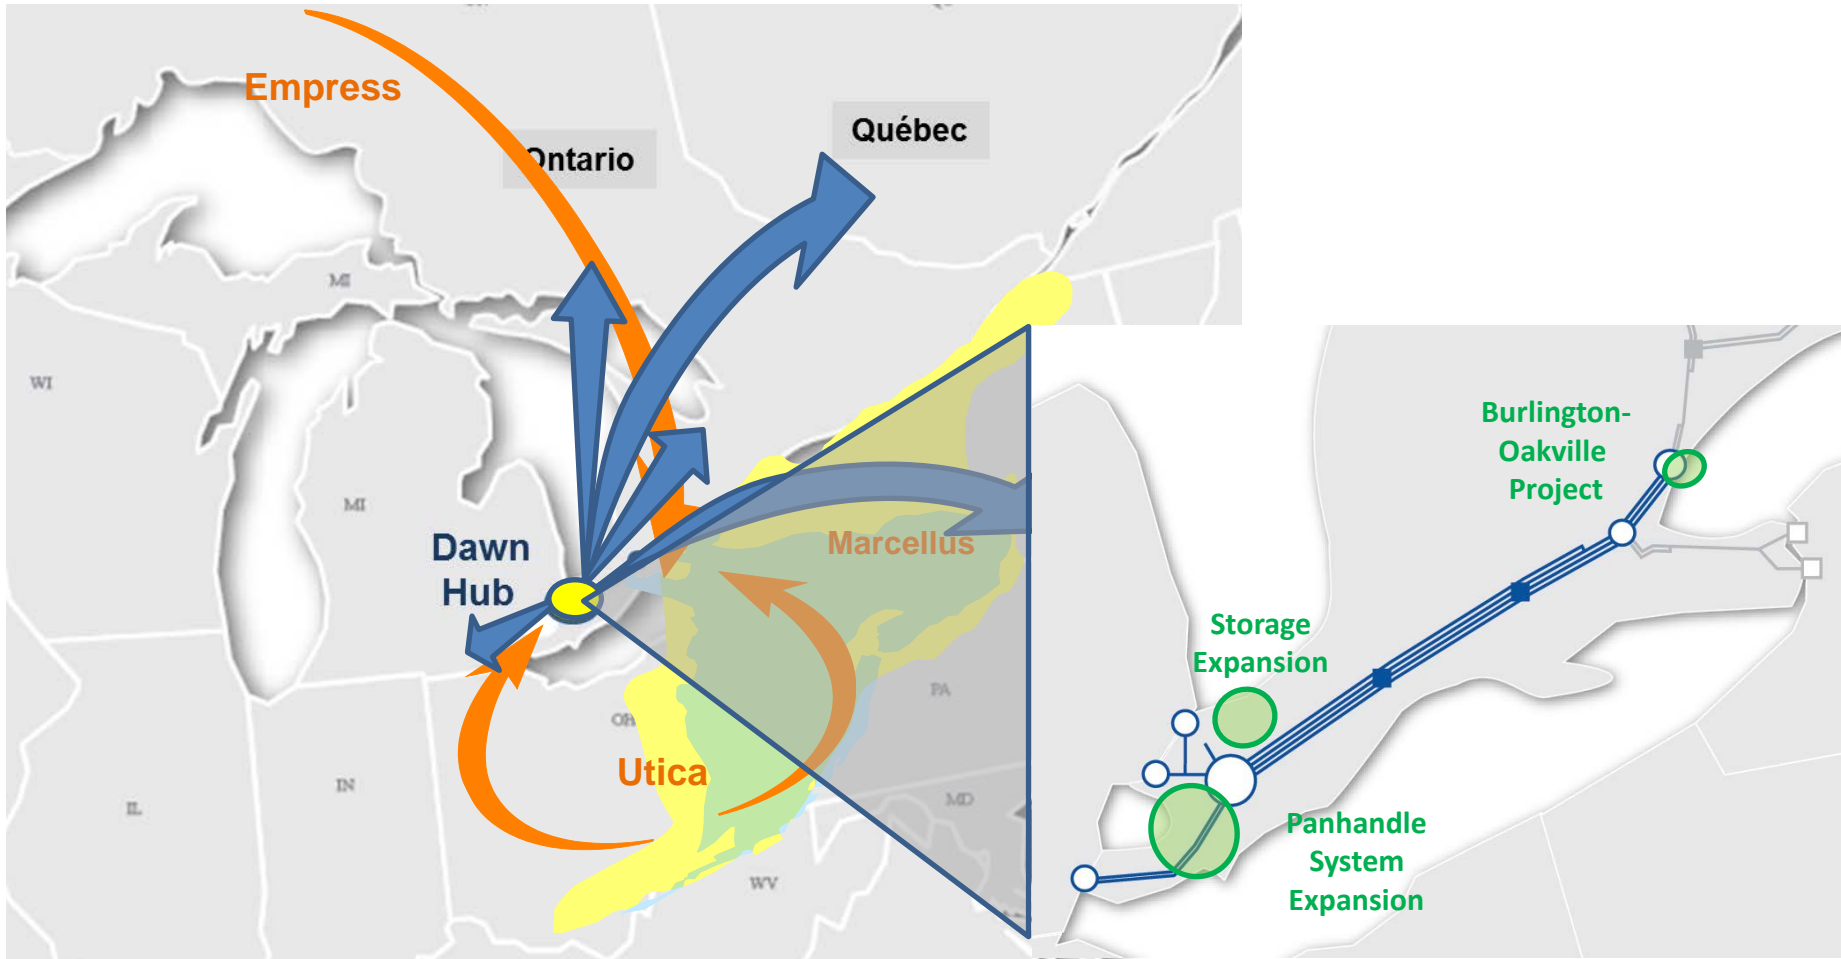 Empress
Ontario
Québec
MI
WI
MI
Dawn
Hub
Marcellus
PA
OH
Utica
IN
IL
MD
WV
Burlington-
Oakville
Project
Storage
Expansion
Panhandle
System
Expansion